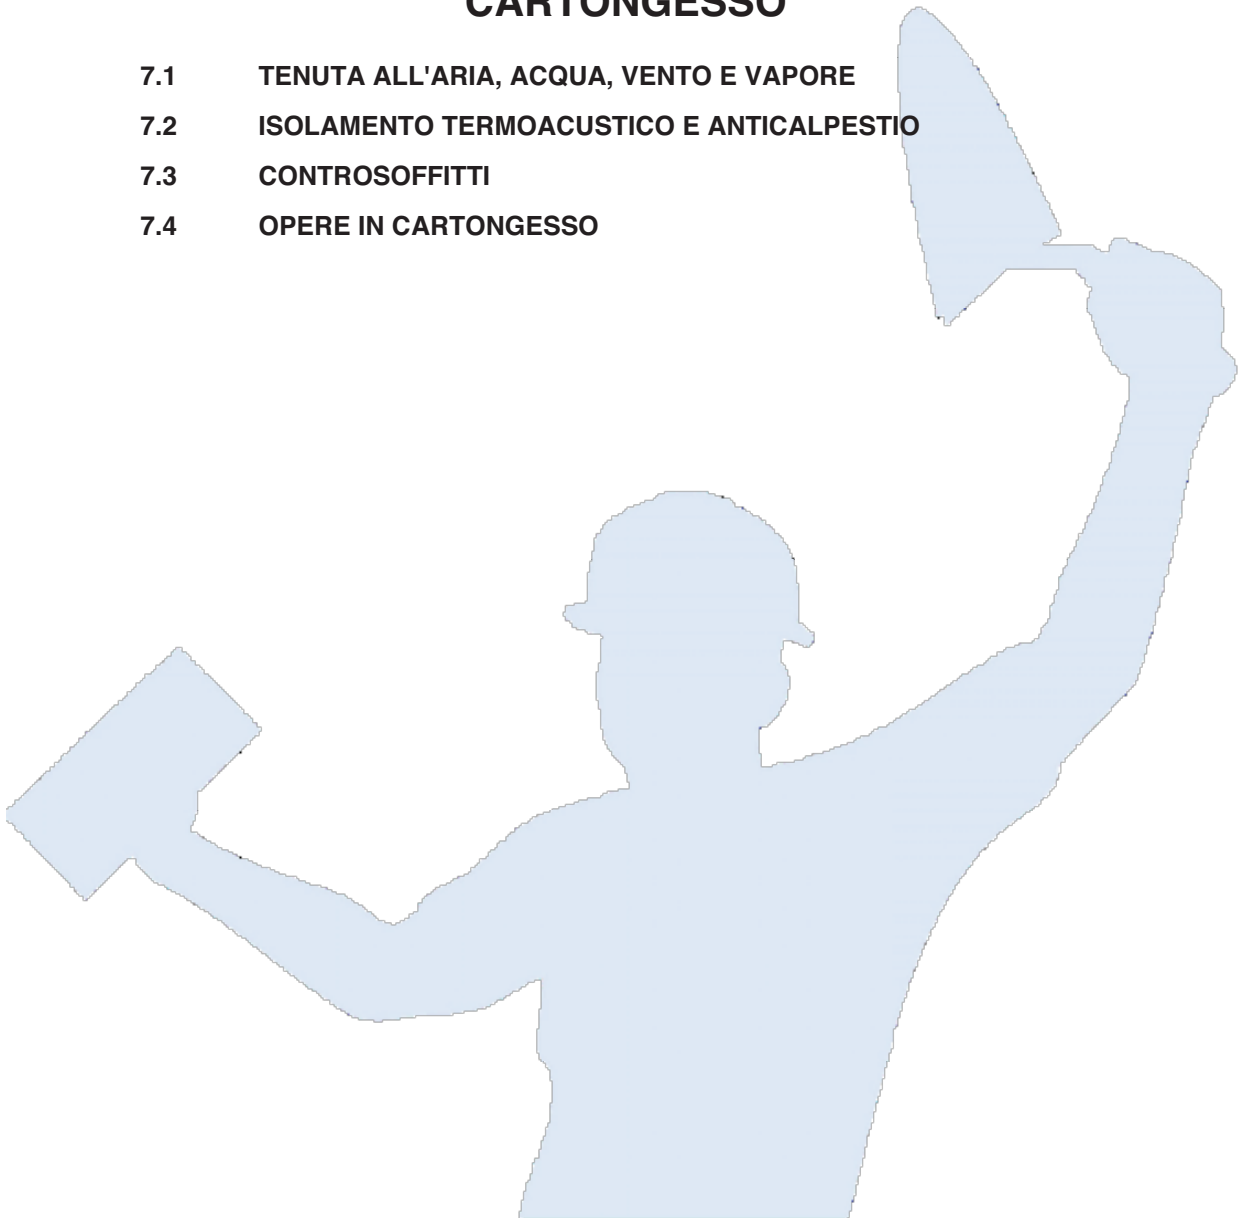 CARTONGESSO
7.1 TENUTA ALL'ARIA, ACQUA, VENTO E VAPORE
7.2 ISOLAMENTO TERMOACUSTICO E ANTICALPESTIO
7.3 CONTROSOFFITTI
7.4 OPERE IN CARTONGESSO